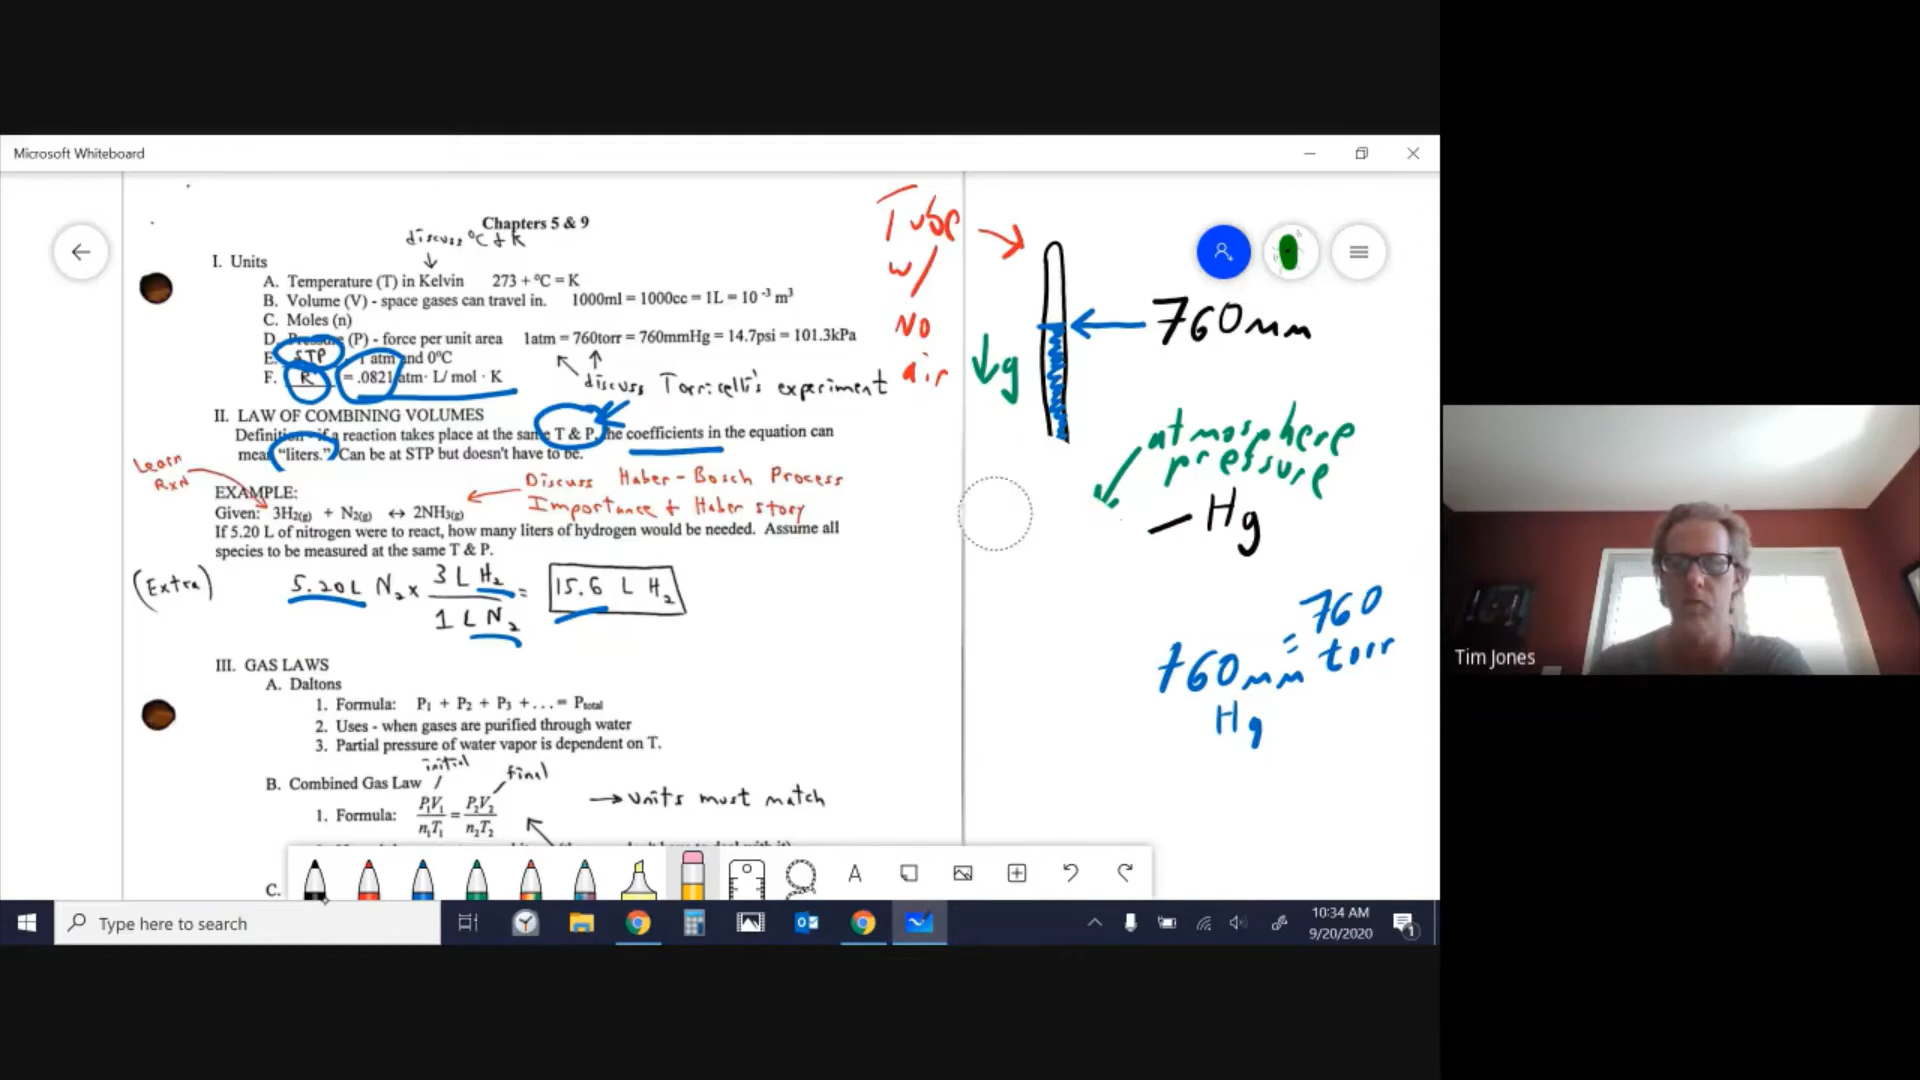 Microsoft Whiteboard
Chapters 5 & 9
discuss °C & K
I. Units
A. Temperature (T) in Kelvin 273 + °C = K
B. Volume (V) - space gases can travel in. 1000ml = 1000cc = 1L = 10⁻³ m³
C. Moles (n)
D. Pressure (P) - force per unit area 1atm = 760torr = 760mmHg = 14.7psi = 101.3kPa
E. STP 1 atm and 0°C
F. R = .0821 atm· L/ mol · K
discuss Torricelli's experiment
II. LAW OF COMBINING VOLUMES
Definition - if a reaction takes place at the same T & P, the coefficients in the equation can
mean "liters." Can be at STP but doesn't have to be.
Learn
Rxn
Discuss Haber-Bosch Process
Importance + Haber story
EXAMPLE:
Given: 3H₂(g) + N₂(g) ↔ 2NH₃(g)
If 5.20 L of nitrogen were to react, how many liters of hydrogen would be needed. Assume all
species to be measured at the same T & P.
(Extra) 5.20L N₂ x 3 L H₂ / 1 L N₂ = 15.6 L H₂
III. GAS LAWS
A. Daltons
1. Formula: P₁ + P₂ + P₃ + . . . = Ptotal
2. Uses - when gases are purified through water
3. Partial pressure of water vapor is dependent on T.
initial
final
B. Combined Gas Law
1. Formula: P₁V₁/n₁T₁ = P₂V₂/n₂T₂
→ units must match
C.
Tube
w/
No
air
760mm
↓g
atmosphere
pressure
— Hg
760mm Hg = 760 torr
Tim Jones
Type here to search
10:34 AM
9/20/2020
1